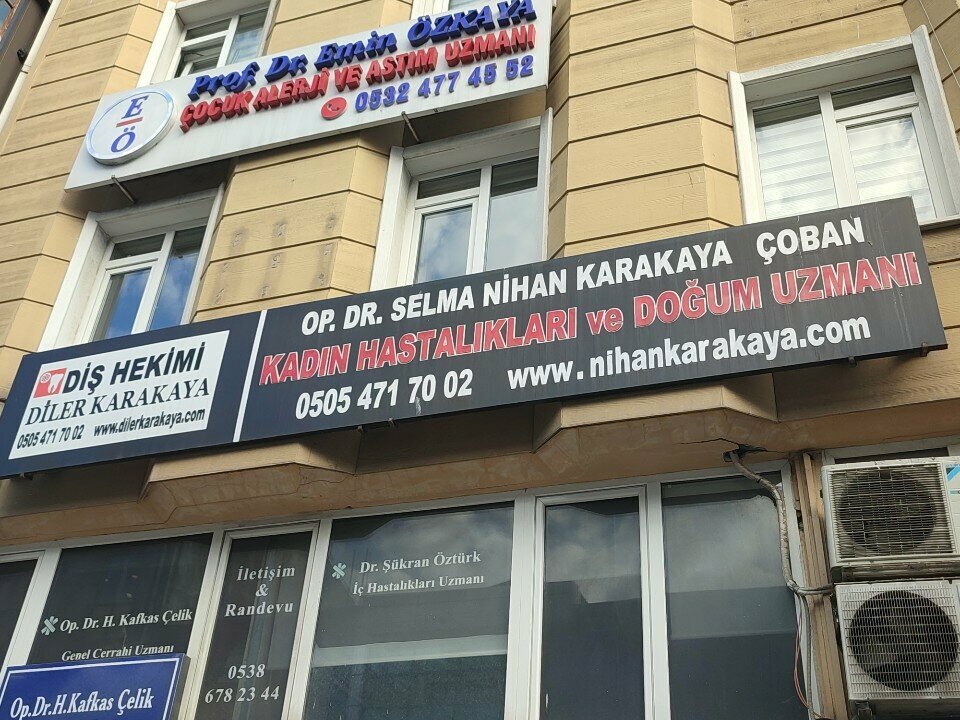 Prof. Dr. Emin ÖZKAYA
ÇOCUK ALERJİ VE ASTIM UZMANI
0532 477 45 52
E
Ö
OP. DR. SELMA NİHAN KARAKAYA ÇOBAN
KADIN HASTALIKLARI ve DOĞUM UZMANI
0505 471 70 02 www.nihankarakaya.com
DİŞ HEKİMİ
DİLER KARAKAYA
0505 471 70 02 www.dilerkarakaya.com
Op. Dr. H. Kafkas Çelik
Genel Cerrahi Uzmanı
İletişim
&
Randevu
0538
678 23 44
Dr. Şükran Öztürk
İç Hastalıkları Uzmanı
Op.Dr.H.Kafkas Çelik